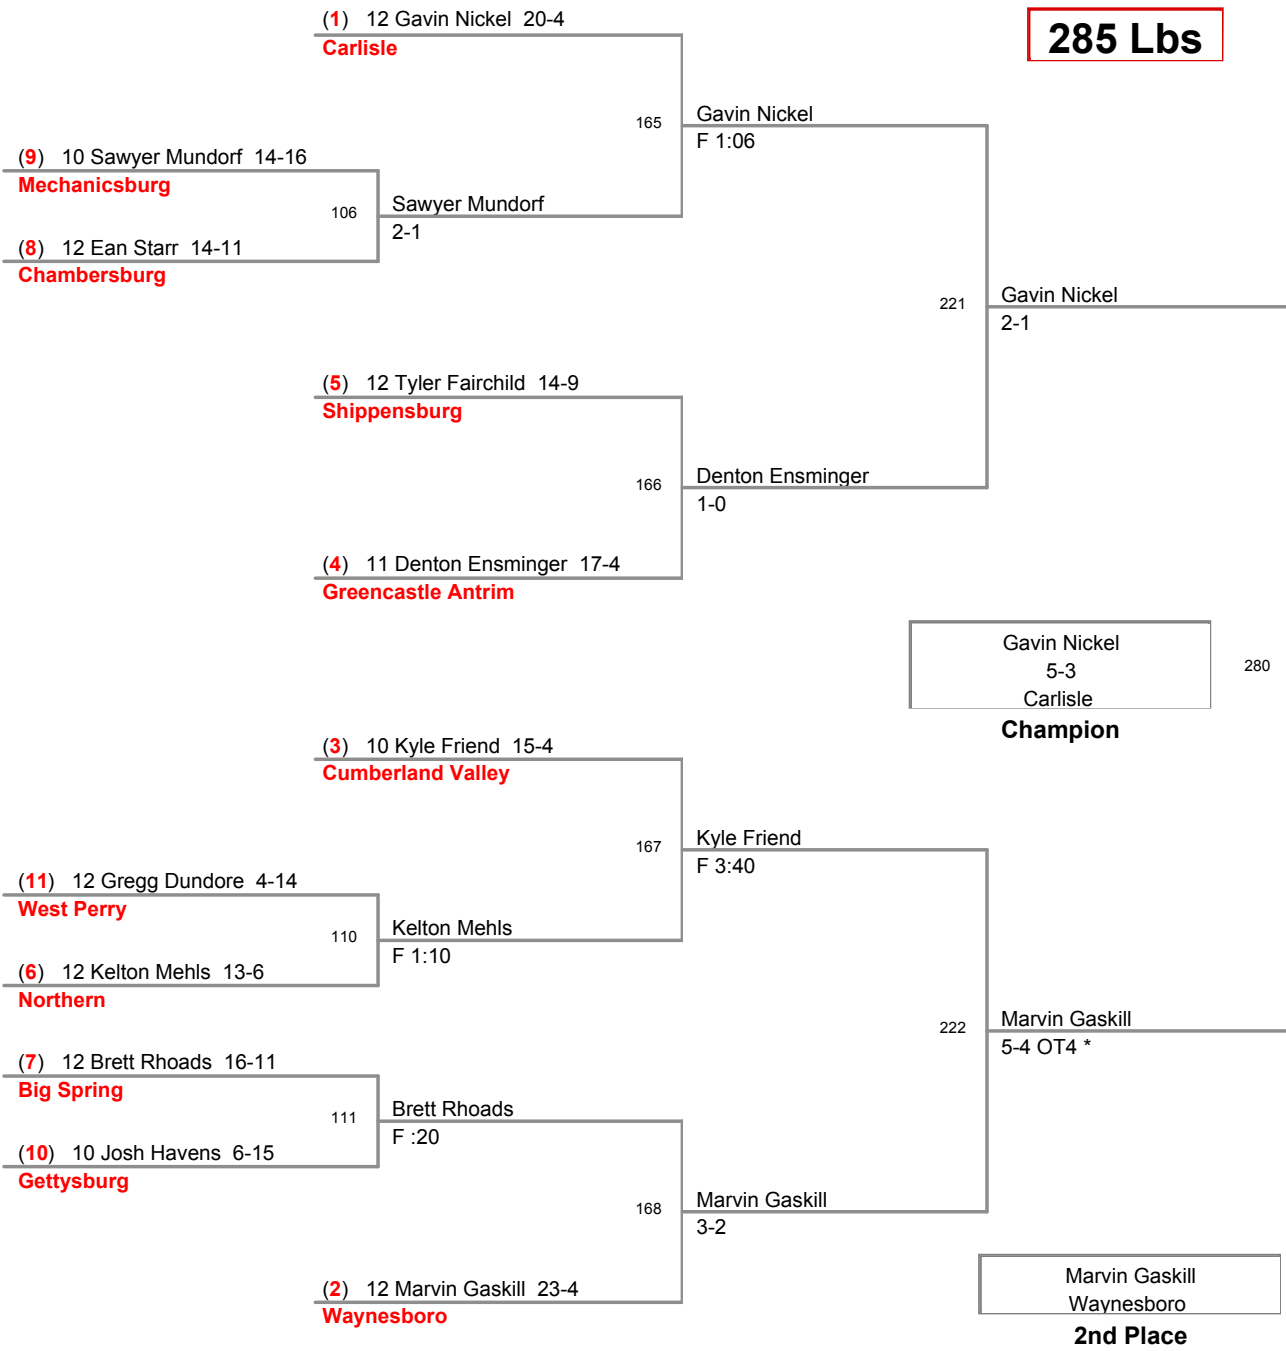 (1) 12 Gavin Nickel 20-4
Carlisle
285 Lbs
165
Gavin Nickel
F 1:06
(9) 10 Sawyer Mundorf 14-16
Mechanicsburg
106
Sawyer Mundorf
2-1
(8) 12 Ean Starr 14-11
Chambersburg
221
Gavin Nickel
2-1
(5) 12 Tyler Fairchild 14-9
Shippensburg
166
Denton Ensminger
1-0
(4) 11 Denton Ensminger 17-4
Greencastle Antrim
Gavin Nickel
5-3
Carlisle
280
Champion
(3) 10 Kyle Friend 15-4
Cumberland Valley
167
Kyle Friend
F 3:40
(11) 12 Gregg Dundore 4-14
West Perry
110
Kelton Mehls
F 1:10
(6) 12 Kelton Mehls 13-6
Northern
222
Marvin Gaskill
5-4 OT4 *
(7) 12 Brett Rhoads 16-11
Big Spring
111
Brett Rhoads
F :20
(10) 10 Josh Havens 6-15
Gettysburg
168
Marvin Gaskill
3-2
(2) 12 Marvin Gaskill 23-4
Waynesboro
Marvin Gaskill
Waynesboro
2nd Place